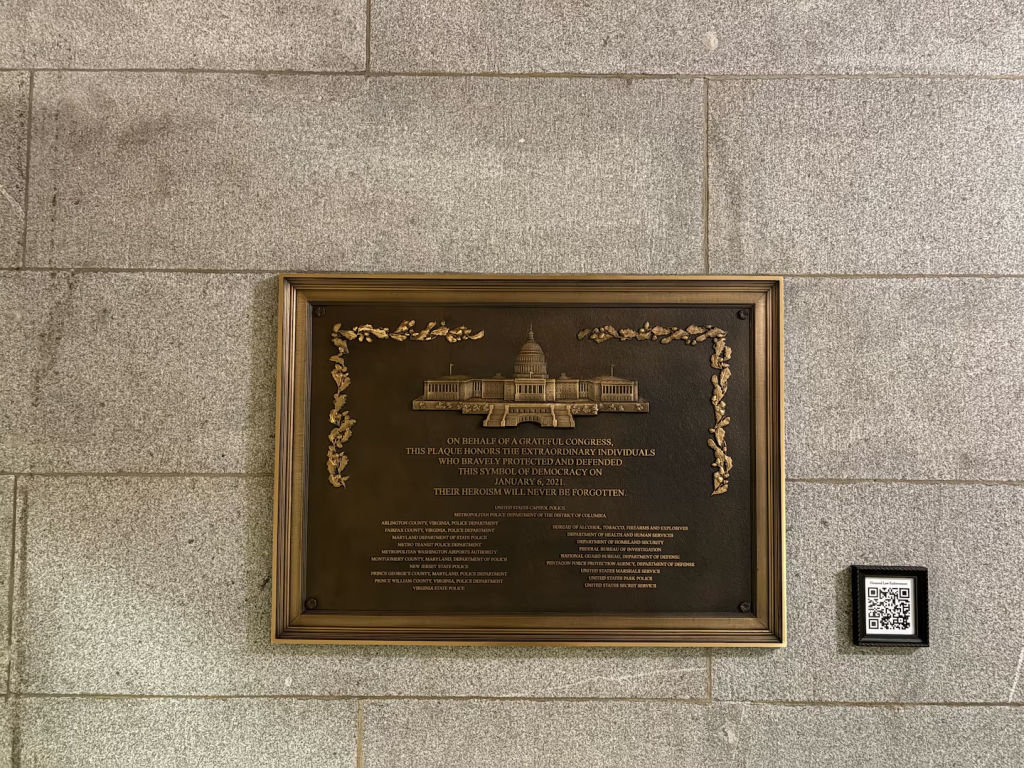 ON BEHALF OF A GRATEFUL CONGRESS,
THIS PLAQUE HONORS THE EXTRAORDINARY INDIVIDUALS
WHO BRAVELY PROTECTED AND DEFENDED
THIS SYMBOL OF DEMOCRACY ON
JANUARY 6, 2021.
THEIR HEROISM WILL NEVER BE FORGOTTEN.
UNITED STATES CAPITOL POLICE
METROPOLITAN POLICE DEPARTMENT OF THE DISTRICT OF COLUMBIA
ARLINGTON COUNTY, VIRGINIA, POLICE DEPARTMENT
FAIRFAX COUNTY, VIRGINIA, POLICE DEPARTMENT
MARYLAND DEPARTMENT OF STATE POLICE
METRO TRANSIT POLICE DEPARTMENT
METROPOLITAN WASHINGTON AIRPORTS AUTHORITY
MONTGOMERY COUNTY, MARYLAND, DEPARTMENT OF POLICE
NEW JERSEY STATE POLICE
PRINCE GEORGE'S COUNTY, MARYLAND, POLICE DEPARTMENT
PRINCE WILLIAM COUNTY, VIRGINIA, POLICE DEPARTMENT
VIRGINIA STATE POLICE
BUREAU OF ALCOHOL, TOBACCO, FIREARMS AND EXPLOSIVES
DEPARTMENT OF HEALTH AND HUMAN SERVICES
DEPARTMENT OF HOMELAND SECURITY
FEDERAL BUREAU OF INVESTIGATION
NATIONAL GUARD BUREAU, DEPARTMENT OF DEFENSE
PENTAGON FORCE PROTECTION AGENCY, DEPARTMENT OF DEFENSE
UNITED STATES MARSHALS SERVICE
UNITED STATES PARK POLICE
UNITED STATES SECRET SERVICE
Honored Law Enforcement